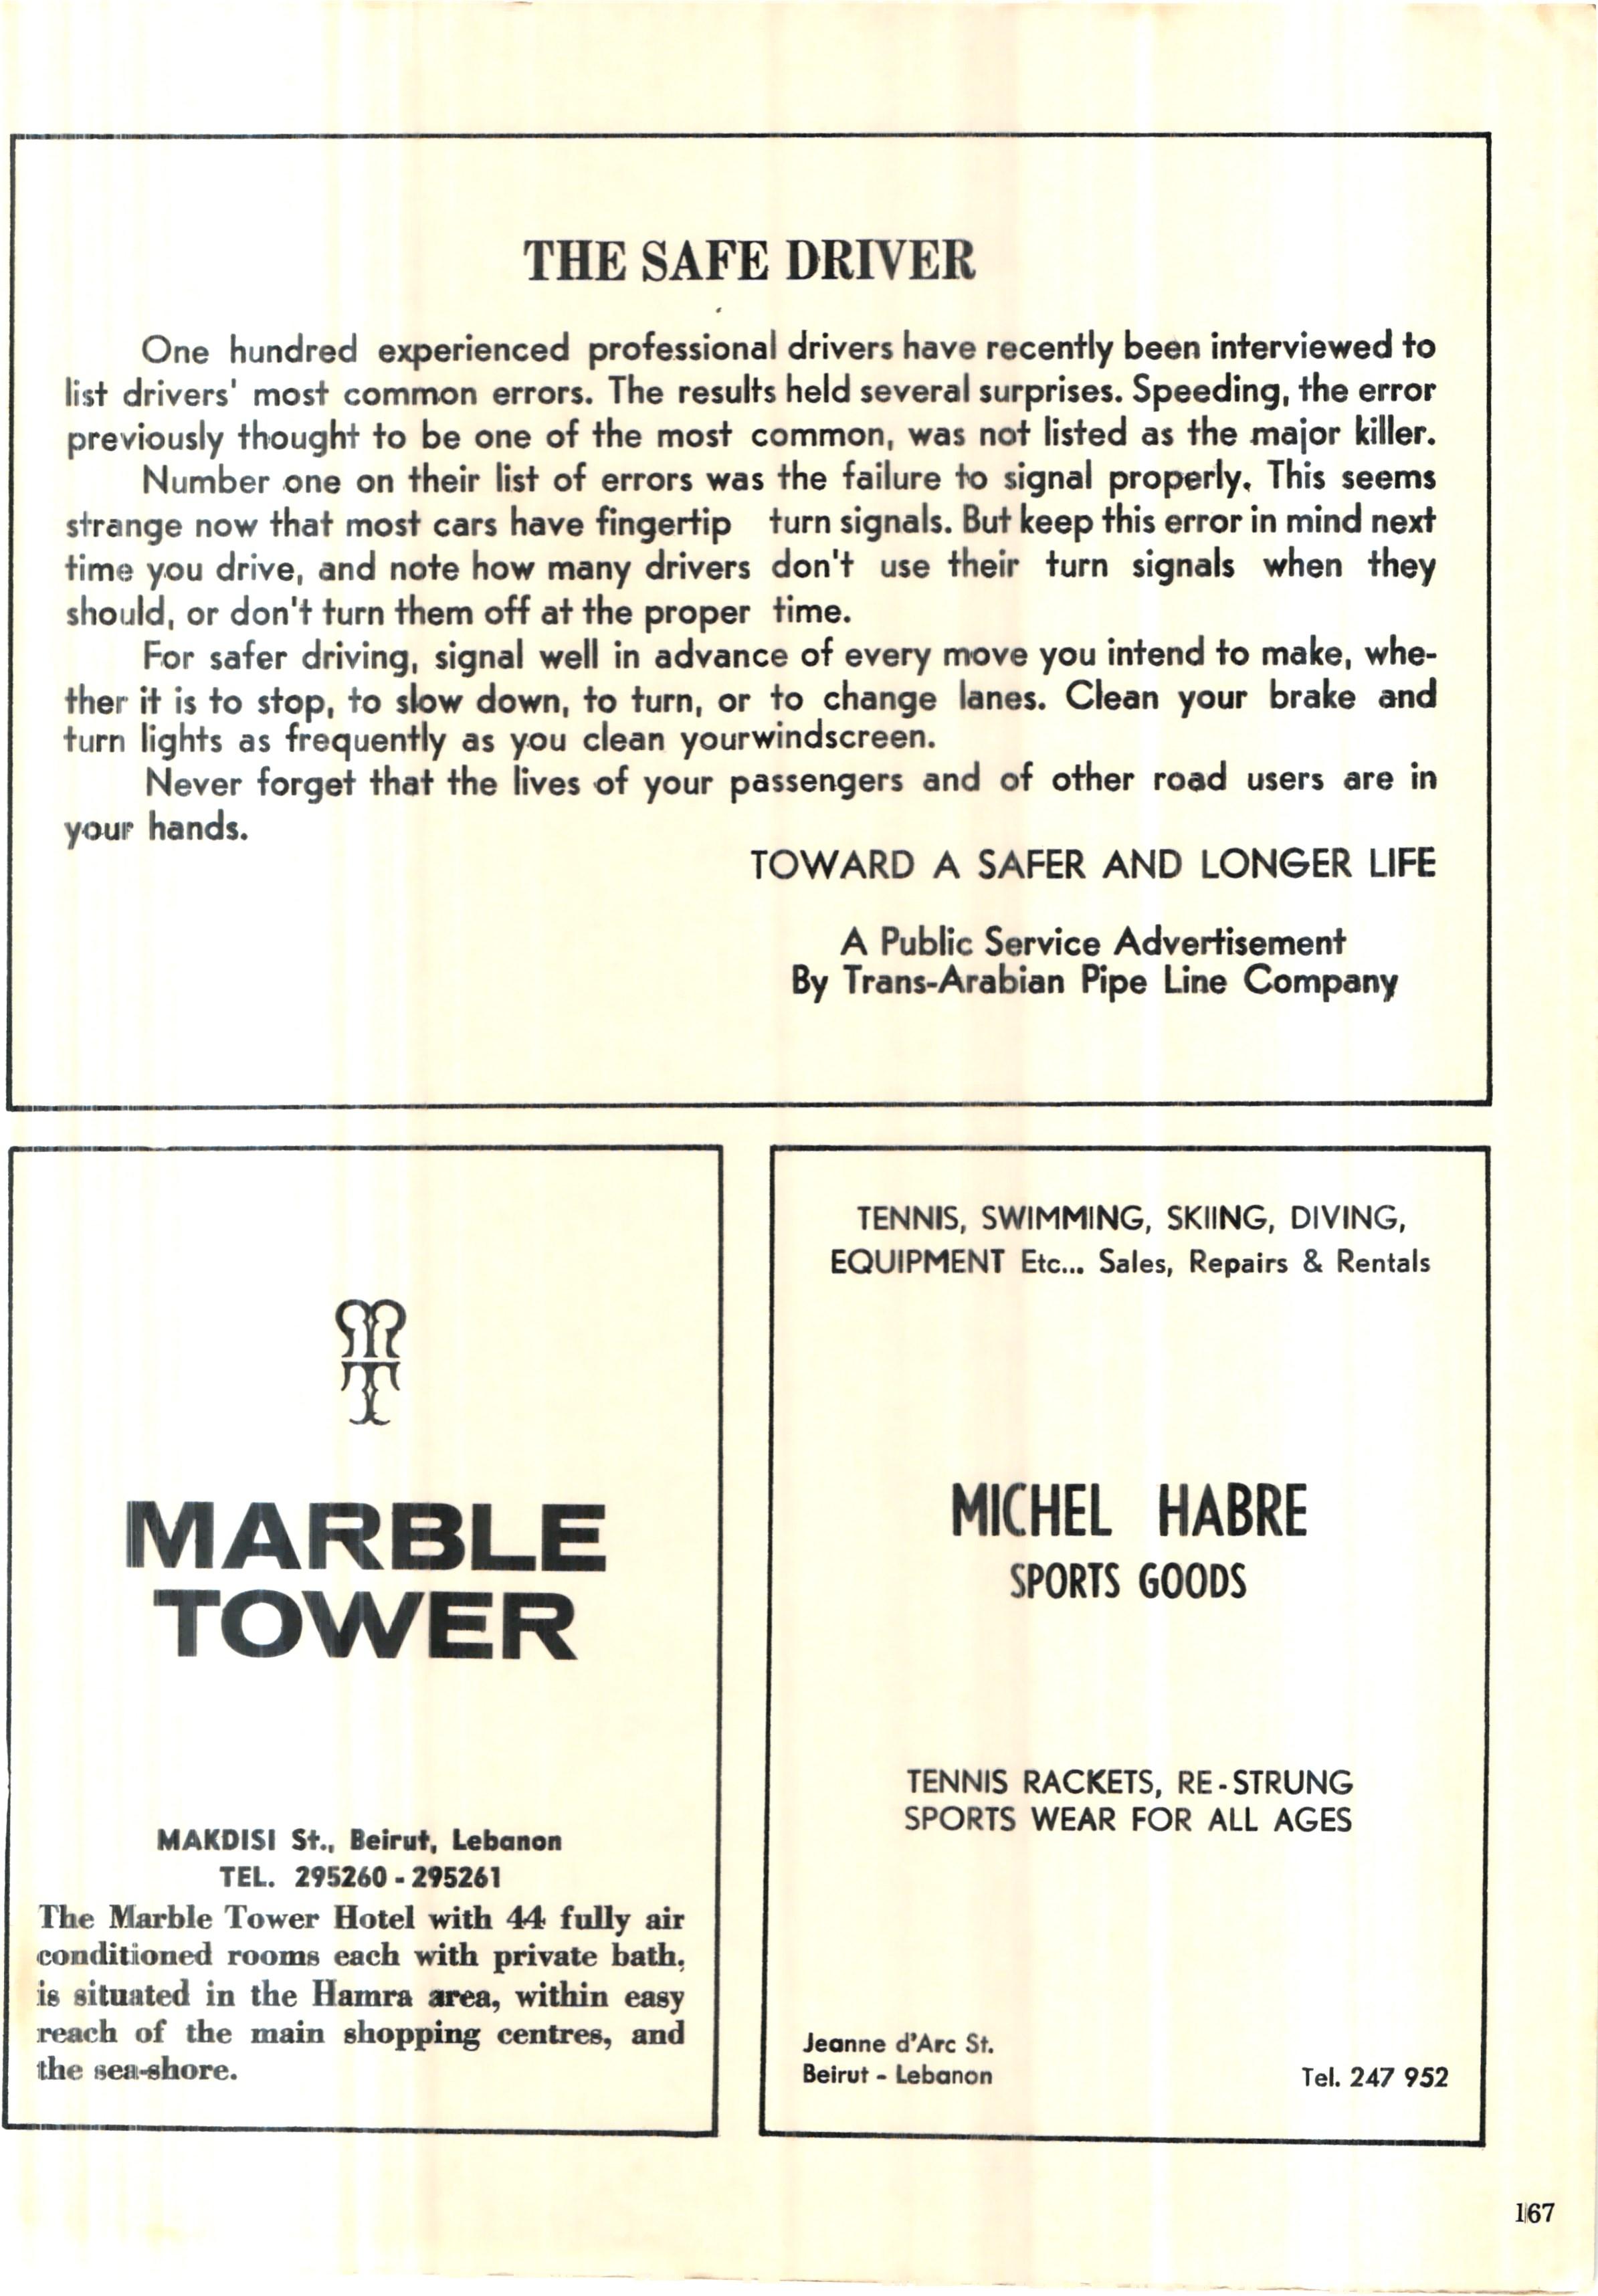 THE SAFE DRIVER
One hundred experienced professional drivers have recently been interviewed to
list drivers' most common errors. The results held several surprises. Speeding, the error
previously thought to be one of the most common, was not listed as the major killer.
Number one on their list of errors was the failure to signal properly. This seems
strange now that most cars have fingertip turn signals. But keep this error in mind next
time you drive, and note how many drivers don't use their turn signals when they
should, or don't turn them off at the proper time.
For safer driving, signal well in advance of every move you intend to make, whe-
ther it is to stop, to slow down, to turn, or to change lanes. Clean your brake and
turn lights as frequently as you clean yourwindscreen.
Never forget that the lives of your passengers and of other road users are in
your hands.
TOWARD A SAFER AND LONGER LIFE
A Public Service Advertisement
By Trans-Arabian Pipe Line Company
MT
MARBLE
TOWER
MAKDISI St., Beirut, Lebanon
TEL. 295260 - 295261
The Marble Tower Hotel with 44 fully air
conditioned rooms each with private bath,
is situated in the Hamra area, within easy
reach of the main shopping centres, and
the sea-shore.
TENNIS, SWIMMING, SKIING, DIVING,
EQUIPMENT Etc... Sales, Repairs & Rentals
MICHEL HABRE
SPORTS GOODS
TENNIS RACKETS, RE-STRUNG
SPORTS WEAR FOR ALL AGES
Jeanne d'Arc St.
Beirut - Lebanon
Tel. 247 952
167